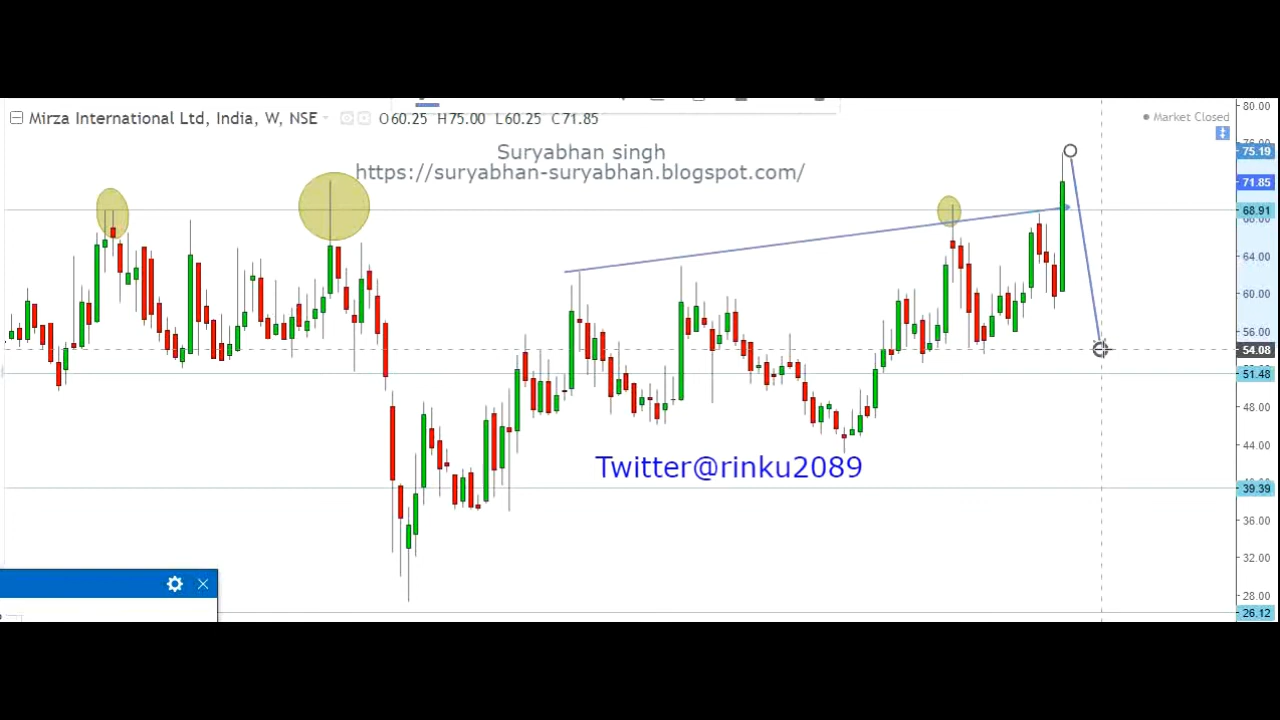 Mirza International Ltd, India, W, NSE
O60.25 H75.00 L60.25 C71.85
Market Closed
Suryabhan singh
https://suryabhan-suryabhan.blogspot.com/
Twitter@rinku2089
80.00
75.19
71.85
68.91
64.00
60.00
56.00
54.08
51.48
48.00
44.00
39.39
36.00
32.00
28.00
26.12